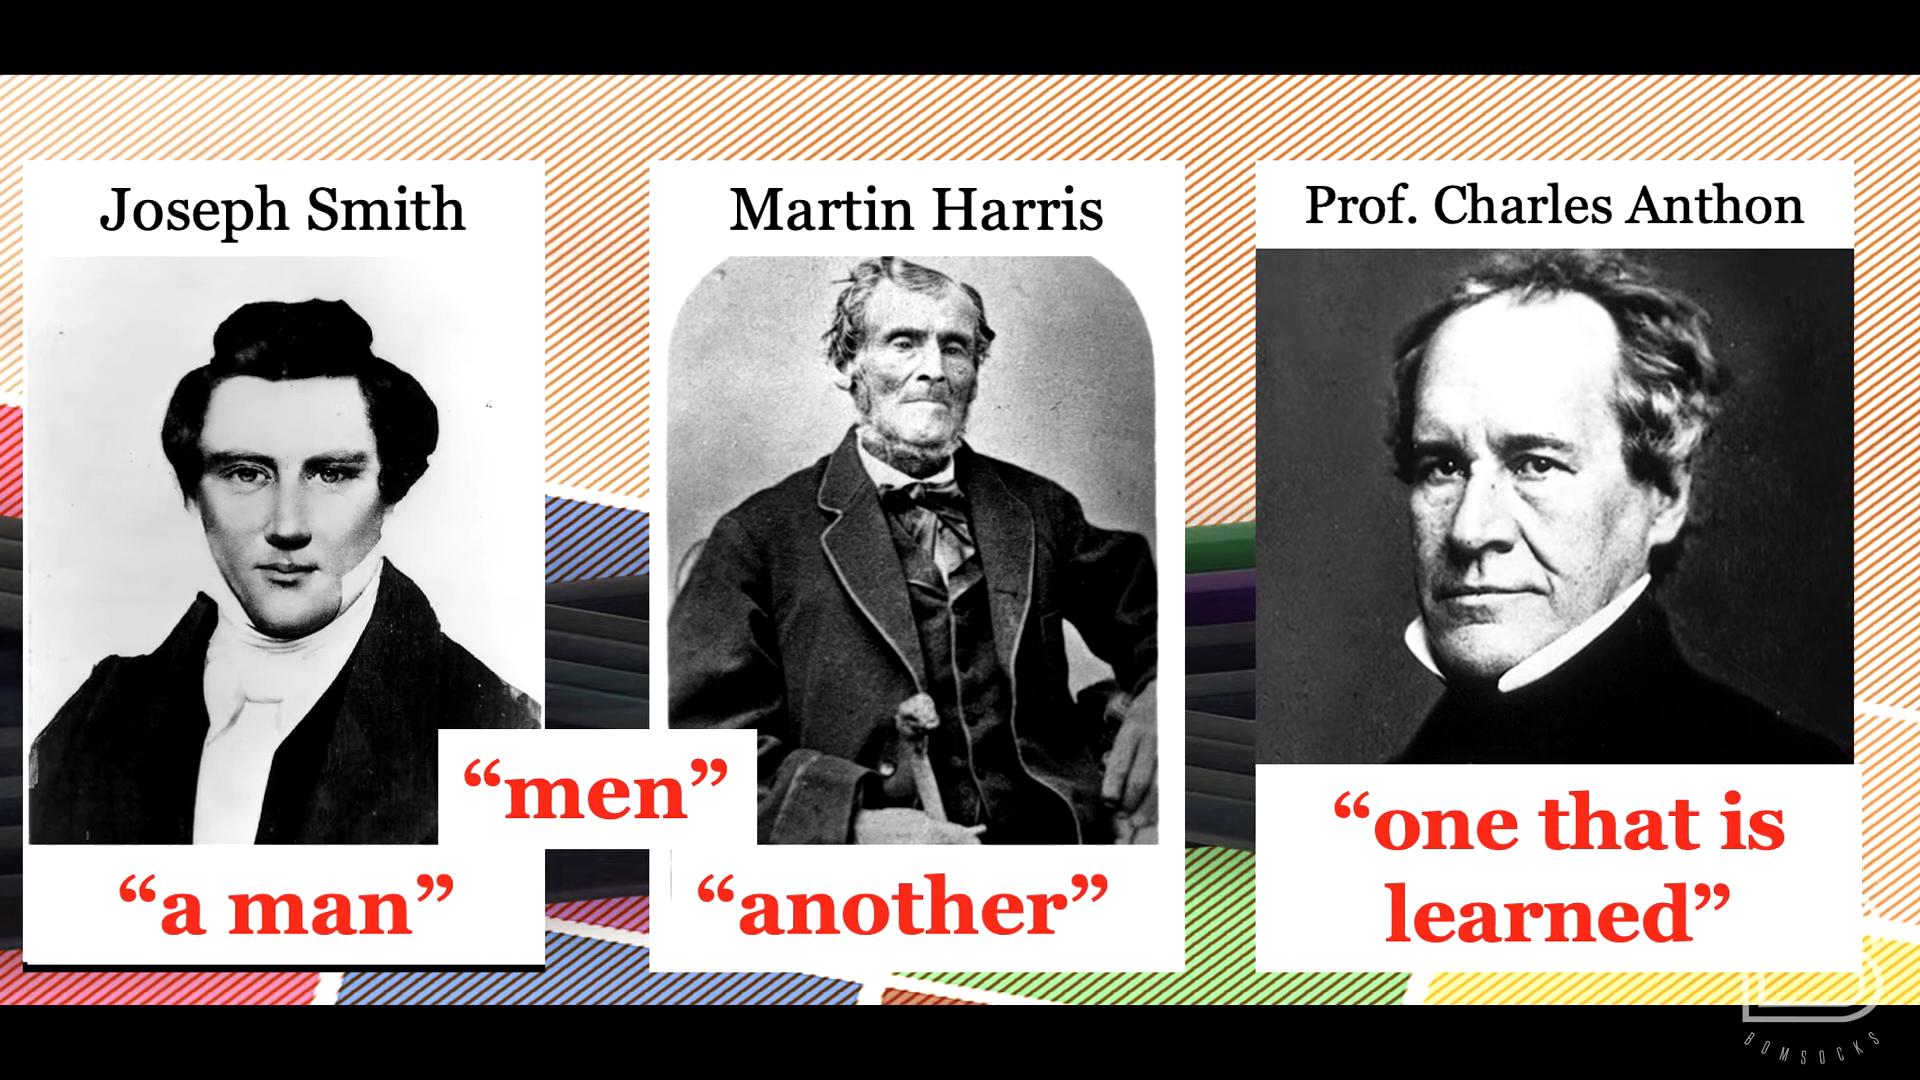 Joseph Smith
Martin Harris
Prof. Charles Anthon
“men”
“a man”
“another”
“one that is
learned”
BOMSOCKS